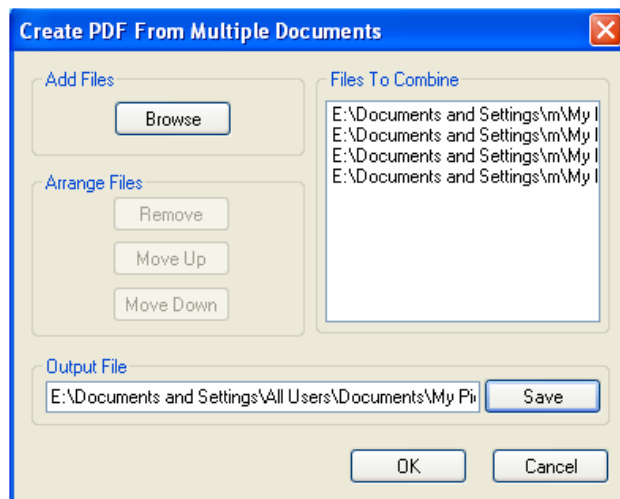 Create PDF From Multiple Documents
Add Files
Browse
Arrange Files
Remove
Move Up
Move Down
Files To Combine
E:\Documents and Settings\m\My
E:\Documents and Settings\m\My
E:\Documents and Settings\m\My
E:\Documents and Settings\m\My
Output File
E:\Documents and Settings\All Users\Documents\My Pi
Save
OK
Cancel